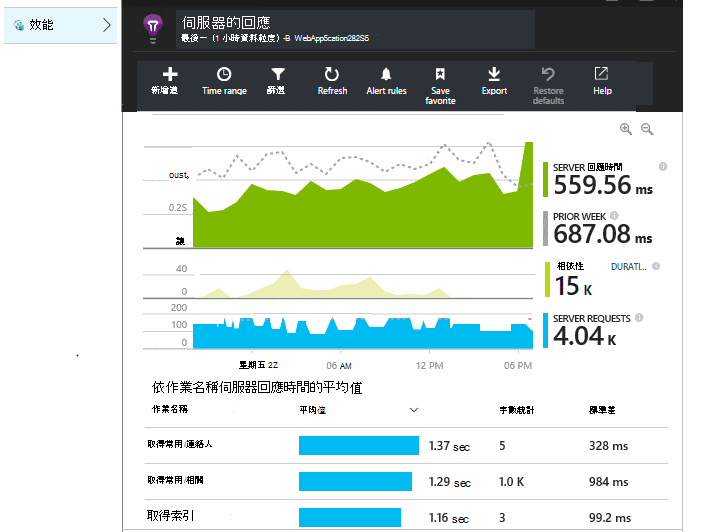 效能
伺服器的回應
最後一 (1 小時資料粒度) -B WebApp5cation282S5
新增進
Time range
篩選
Refresh
Alert rules
Save favorite
Export
Restore defaults
Help
SERVER 回應時間
559.56 ms
oust,
0.2S
PRIOR WEEK
687.08 ms
40
0
相依性 DURATI...
15 K
200
100
0
SERVER REQUESTS
4.04 K
星期五 2Z 06 AM 12 PM 06 PM
依作業名稱伺服器回應時間的平均值
作業名稱 平均值 字數統計 標準差
取得常用/連絡人 1.37 sec 5 328 ms
取得常用/相關 1.29 sec 1.0 K 984 ms
取得索引 1.16 sec 3 99.2 ms